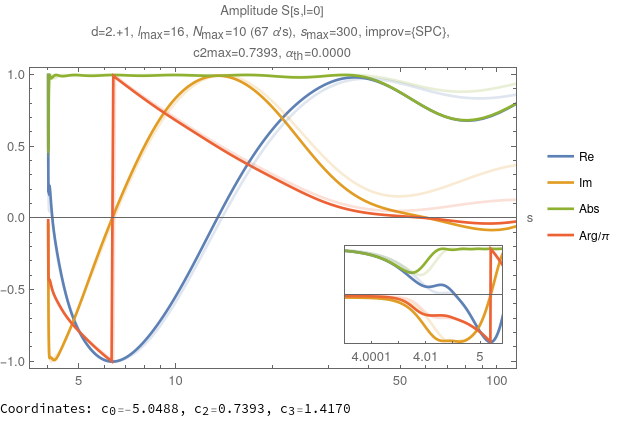 Amplitude S[s,l=0]
d=2.+1, lmax=16, Nmax=10 (67 α's), smax=300, improv={SPC},
c2max=0.7393, αth=0.0000
1.0
0.5
0.0
−0.5
−1.0
5
10
50
100
s
Re
Im
Abs
Arg/π
4.0001
4.01
5
Coordinates: c0=-5.0488, c2=0.7393, c3=1.4170